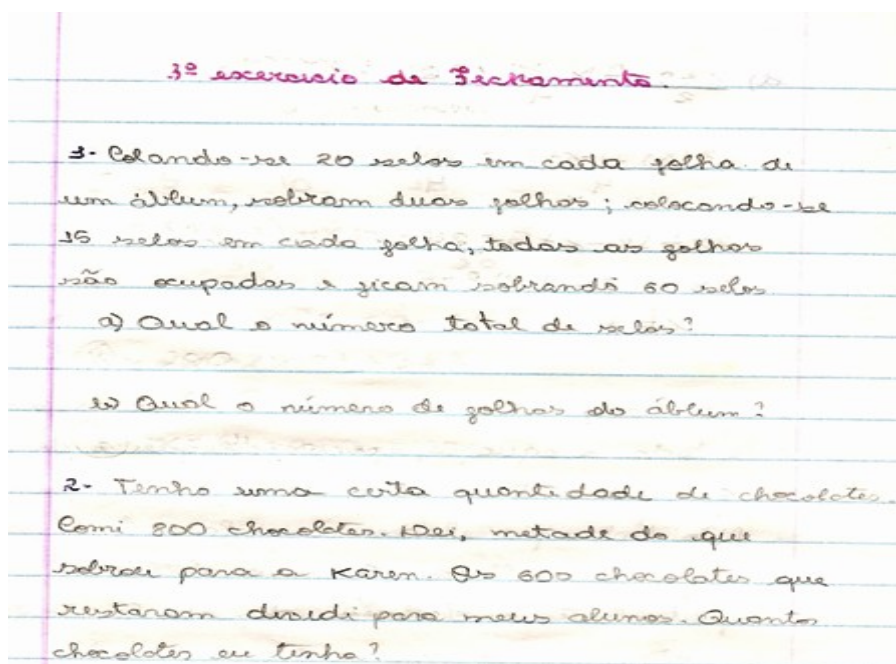 3º exercicio de Fechamento.
1- Colando-se 20 selos em cada folha de
um áblum, sobram duas folhas; colocando-se
15 selos em cada folha, todas as folhas
são ocupadas e ficam sobrando 60 selos
a) Qual o número total de selos?
b) Qual o número de folhas do áblum?
2- Tenho uma certa quantidade de chocolates.
Comi 800 chocolates. Dei, metade do que
sobrou para a Karen. Os 600 chocolates que
restaram dividi para meus alunos. Quantos
chocolates eu tinha?